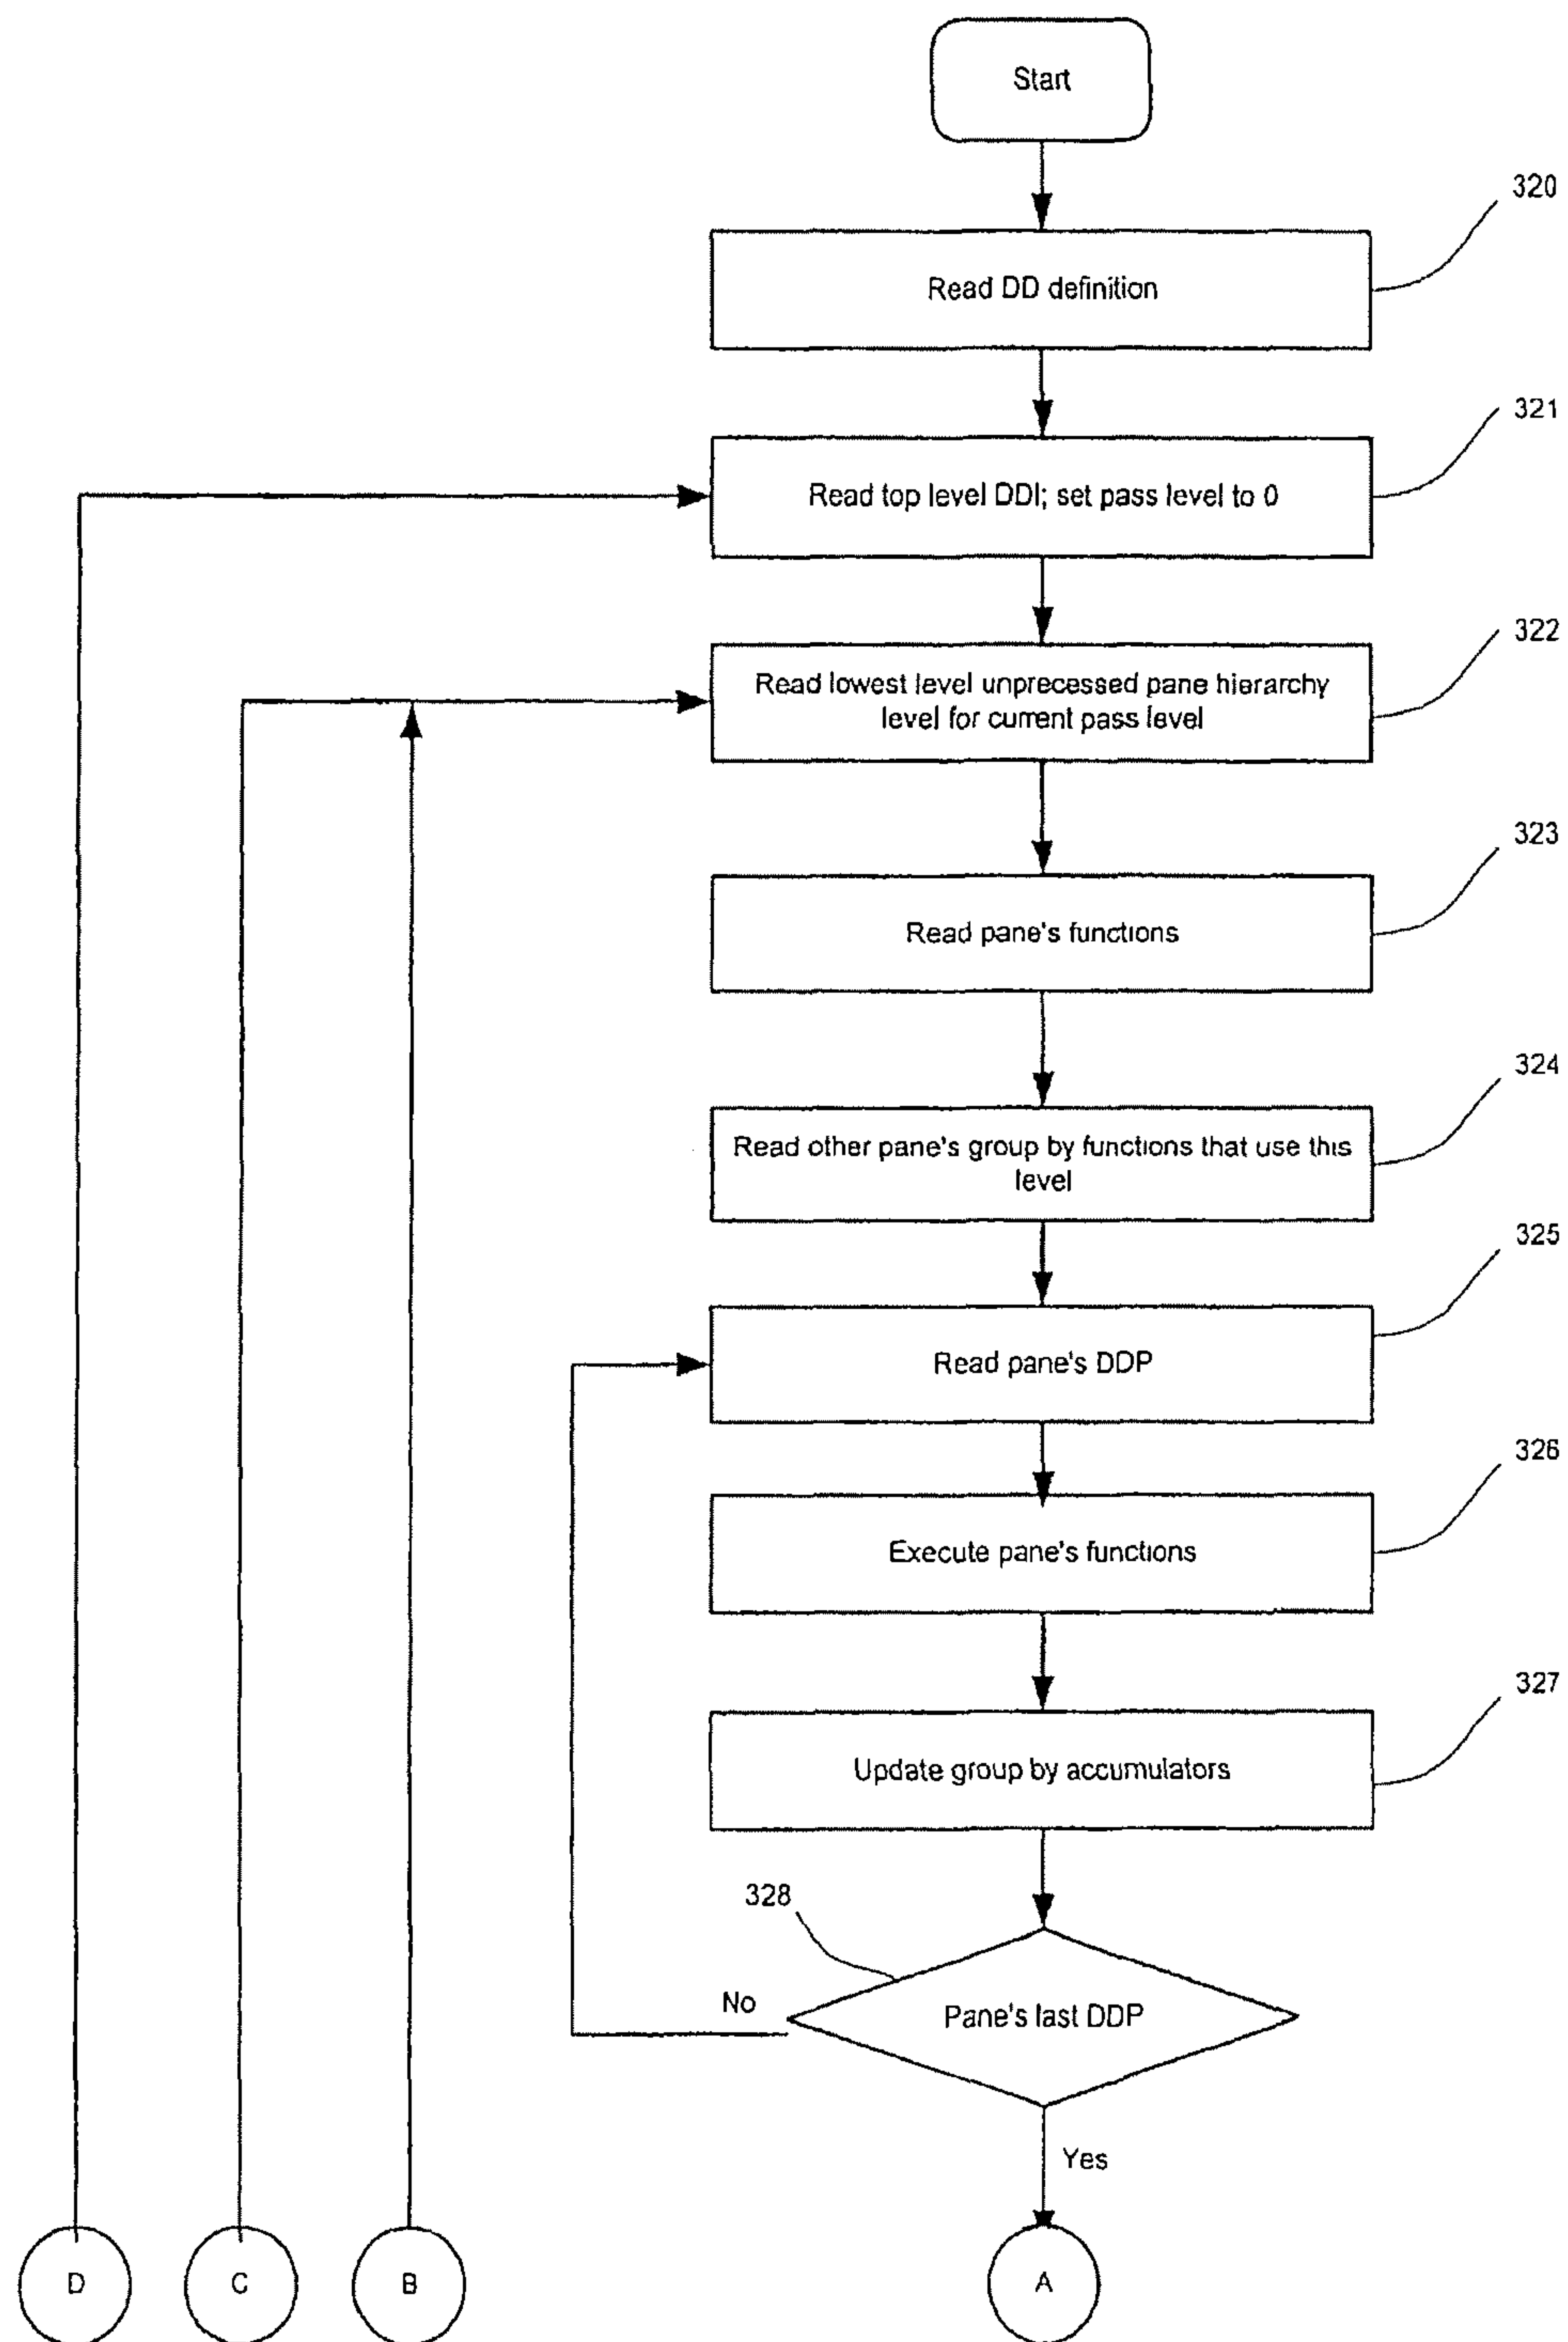 Start
320
Read DD definition
321
Read top level DDI; set pass level to 0
322
Read lowest level unprecessed pane hierarchy
level for current pass level
323
Read pane's functions
324
Read other pane's group by functions that use this
level
325
Read pane's DDP
326
Execute pane's functions
327
Update group by accumulators
328
No
Pane's last DDP
Yes
D
C
B
A